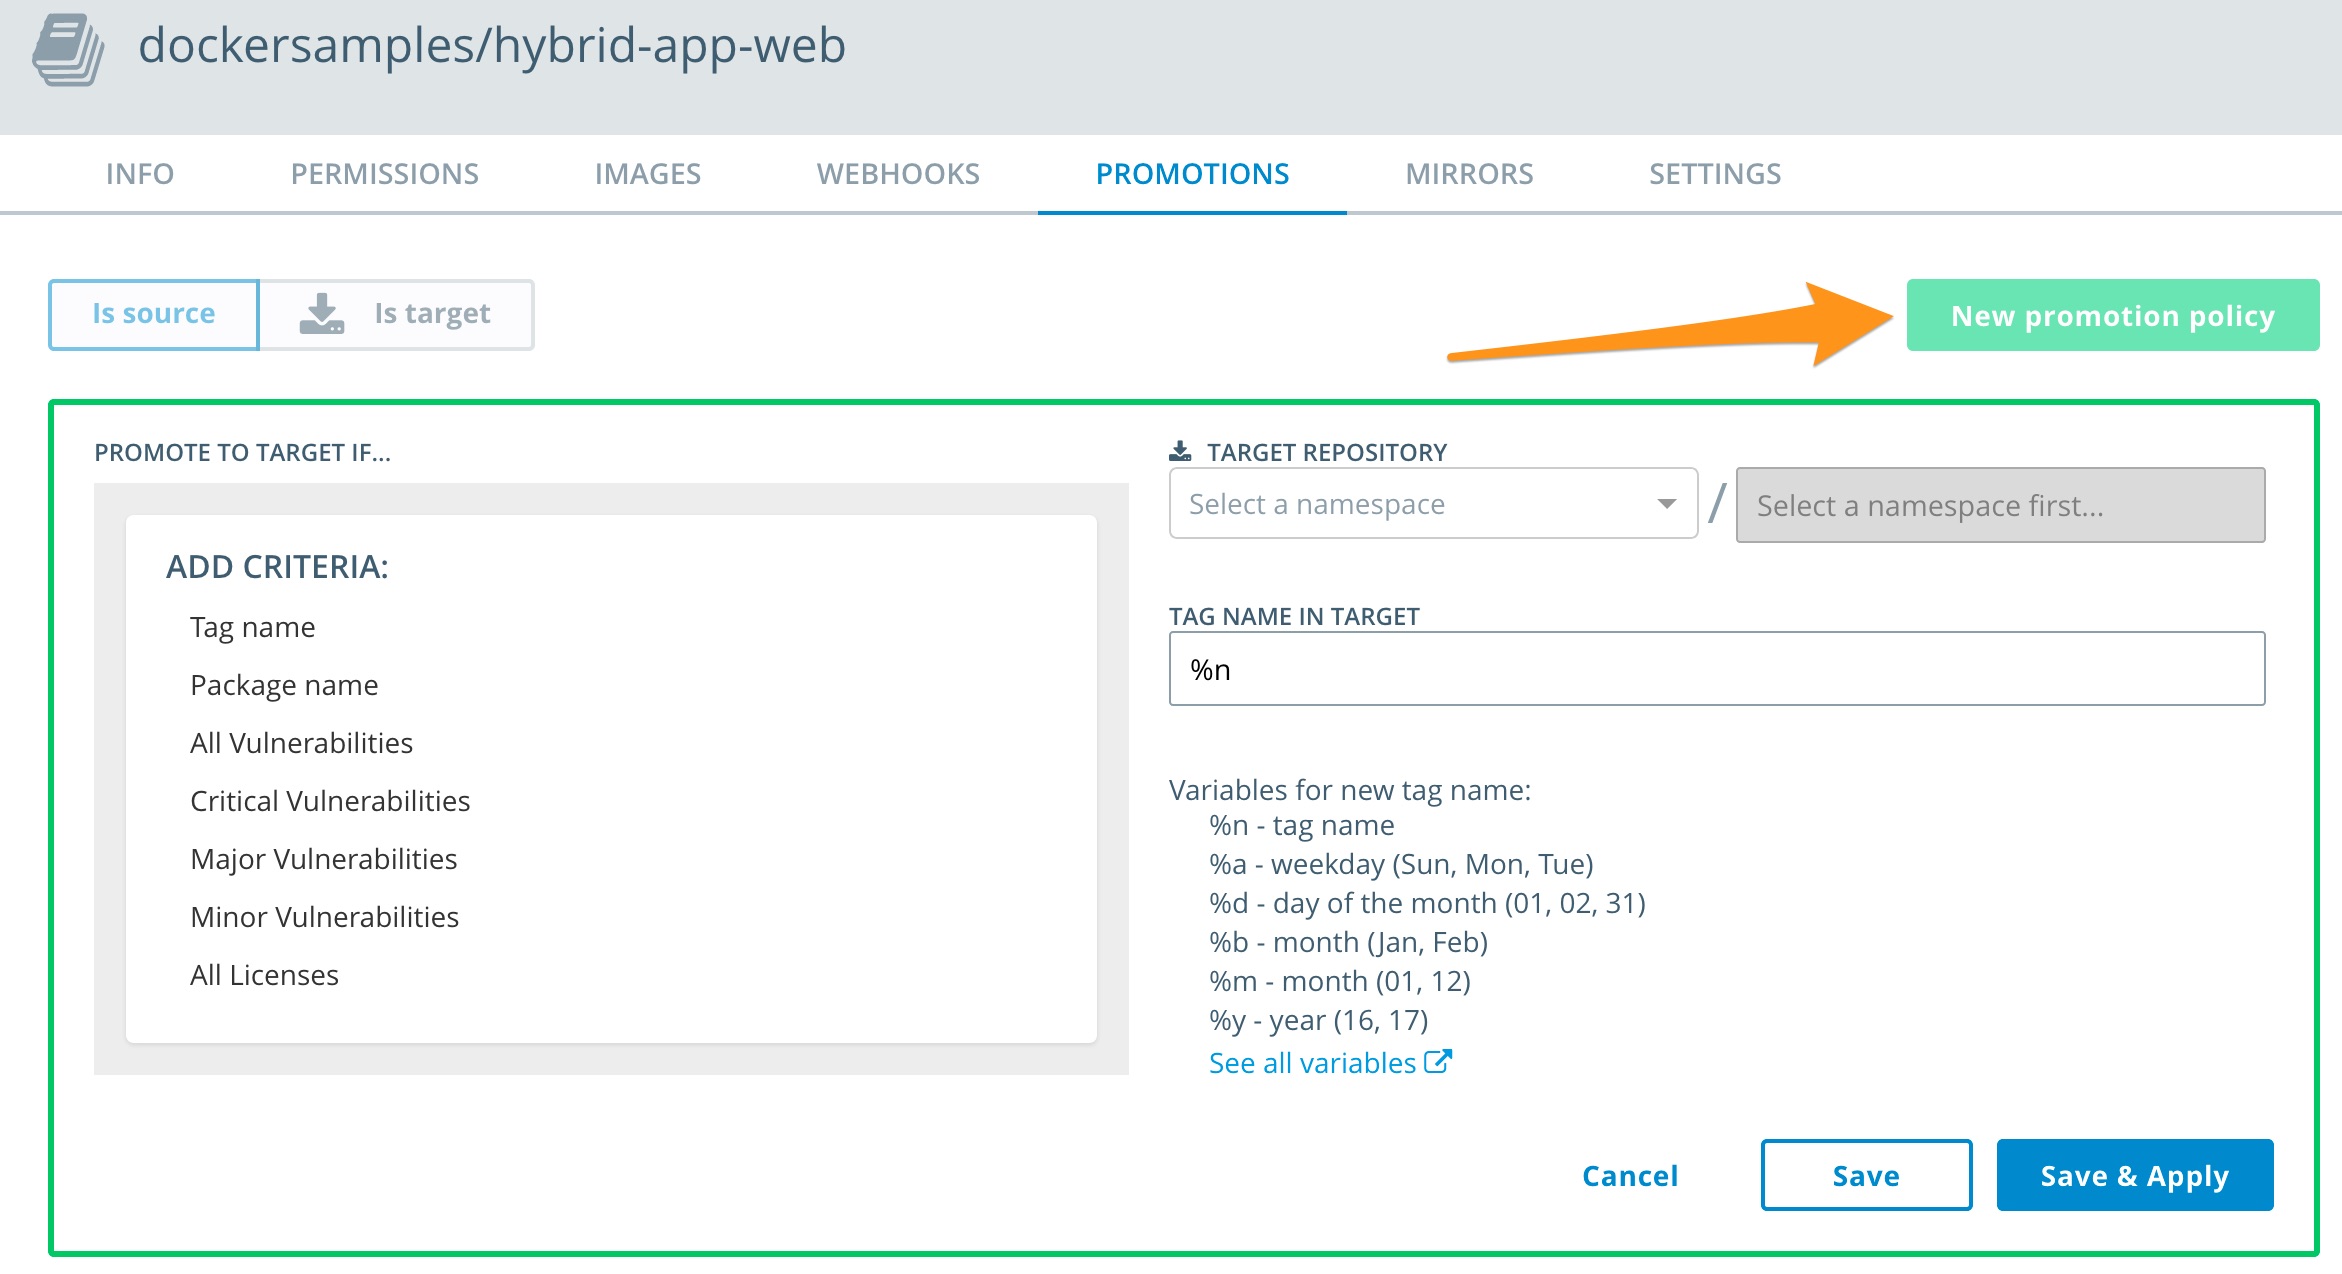 dockersamples/hybrid-app-web
INFO PERMISSIONS IMAGES WEBHOOKS PROMOTIONS MIRRORS SETTINGS
Is source Is target New promotion policy
PROMOTE TO TARGET IF...
ADD CRITERIA:
Tag name
Package name
All Vulnerabilities
Critical Vulnerabilities
Major Vulnerabilities
Minor Vulnerabilities
All Licenses
TARGET REPOSITORY
Select a namespace / Select a namespace first...
TAG NAME IN TARGET
%n
Variables for new tag name:
%n - tag name
%a - weekday (Sun, Mon, Tue)
%d - day of the month (01, 02, 31)
%b - month (Jan, Feb)
%m - month (01, 12)
%y - year (16, 17)
See all variables
Cancel Save Save & Apply